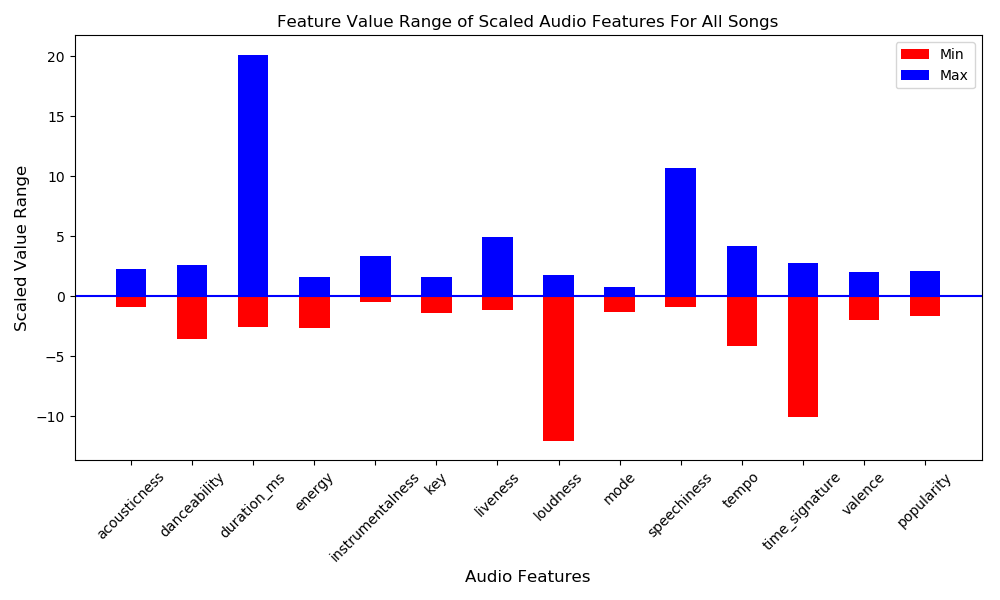 Feature Value Range of Scaled Audio Features For All Songs
Min
Max
Scaled Value Range
20
15
10
5
0
−5
−10
acousticness
danceability
duration_ms
energy
instrumentalness
key
liveness
loudness
mode
speechiness
tempo
time_signature
valence
popularity
Audio Features